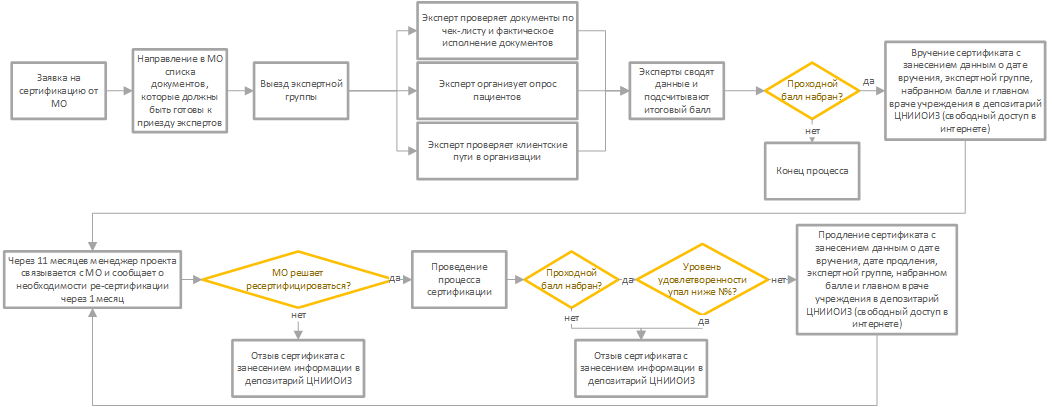 Заявка на
сертификацию от
МО
Направление в МО
списка
документов,
которые должны
быть готовы к
приезду экспертов
Выезд экспертной
группы
Эксперт проверяет документы по
чек-листу и фактическое
исполнение документов
Эксперт организует опрос
пациентов
Эксперт проверяет клиентские
пути в организации
Эксперты сводят
данные и
подсчитывают
итоговый балл
Проходной
балл набран?
да
нет
Конец процесса
Вручение сертификата с
занесением данным о дате
вручения, экспертной группе,
набранном балле и главном
враче учреждения в депозитарий
ЦНИИОИЗ (свободный доступ в
интернете)
Через 11 месяцев менеджер проекта
связывается с МО и сообщает о
необходимости ре-сертификации
через 1 месяц
МО решает
ресертифицироваться?
да
нет
Отзыв сертификата с
занесением информации в
депозитарий ЦНИИОИЗ
Проведение
процесса
сертификации
Проходной
балл набран?
да
нет
Уровень
удовлетворенности
упал ниже N%?
нет
да
Отзыв сертификата с
занесением информации в
депозитарий ЦНИИОИЗ
Продление сертификата с
занесением данным о дате
вручения, дате продления,
экспертной группе, набранном
балле и главном враче
учреждения в депозитарий
ЦНИИОИЗ (свободный доступ в
интернете)